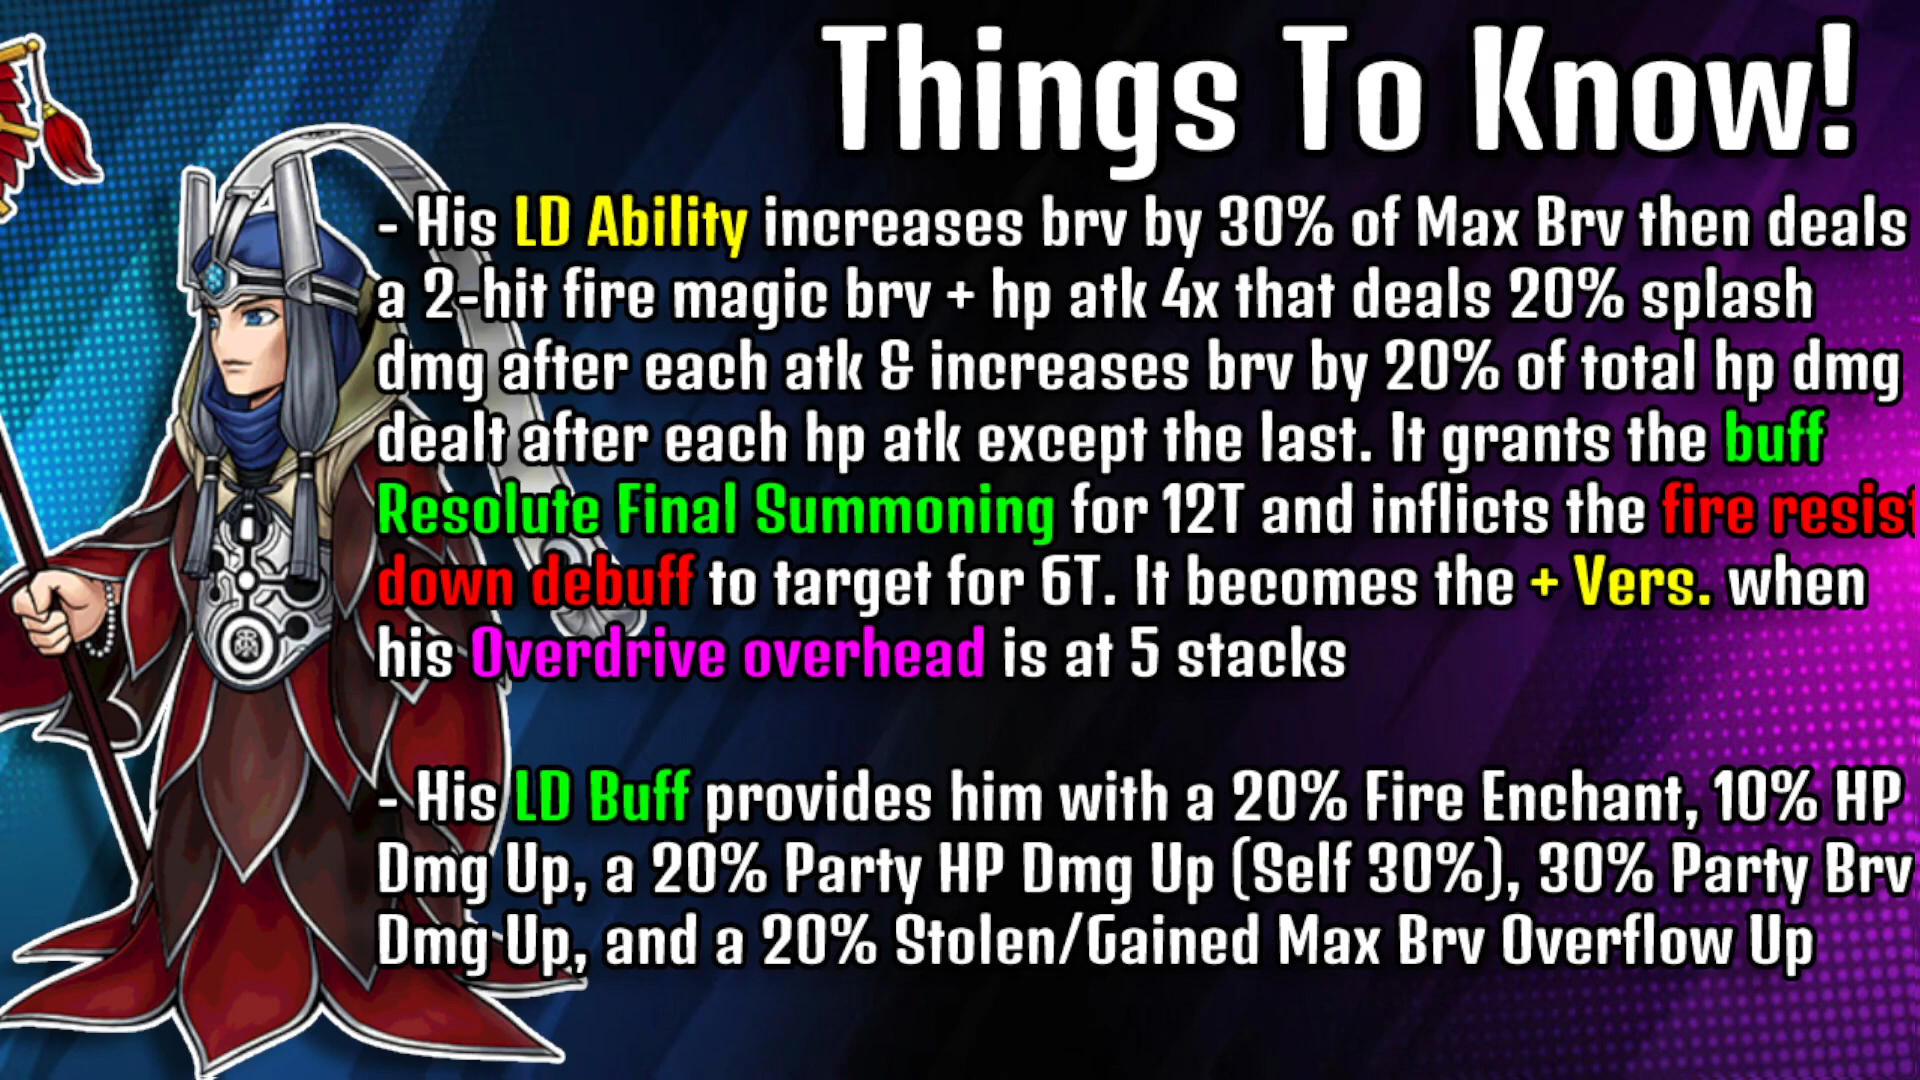 Things To Know!
- His LD Ability increases brv by 30% of Max Brv then deals
a 2-hit fire magic brv + hp atk 4x that deals 20% splash
dmg after each atk & increases brv by 20% of total hp dmg
dealt after each hp atk except the last. It grants the buff
Resolute Final Summoning for 12T and inflicts the fire resist
down debuff to target for 6T. It becomes the + Vers. when
his Overdrive overhead is at 5 stacks
- His LD Buff provides him with a 20% Fire Enchant, 10% HP
Dmg Up, a 20% Party HP Dmg Up (Self 30%), 30% Party Brv
Dmg Up, and a 20% Stolen/Gained Max Brv Overflow Up